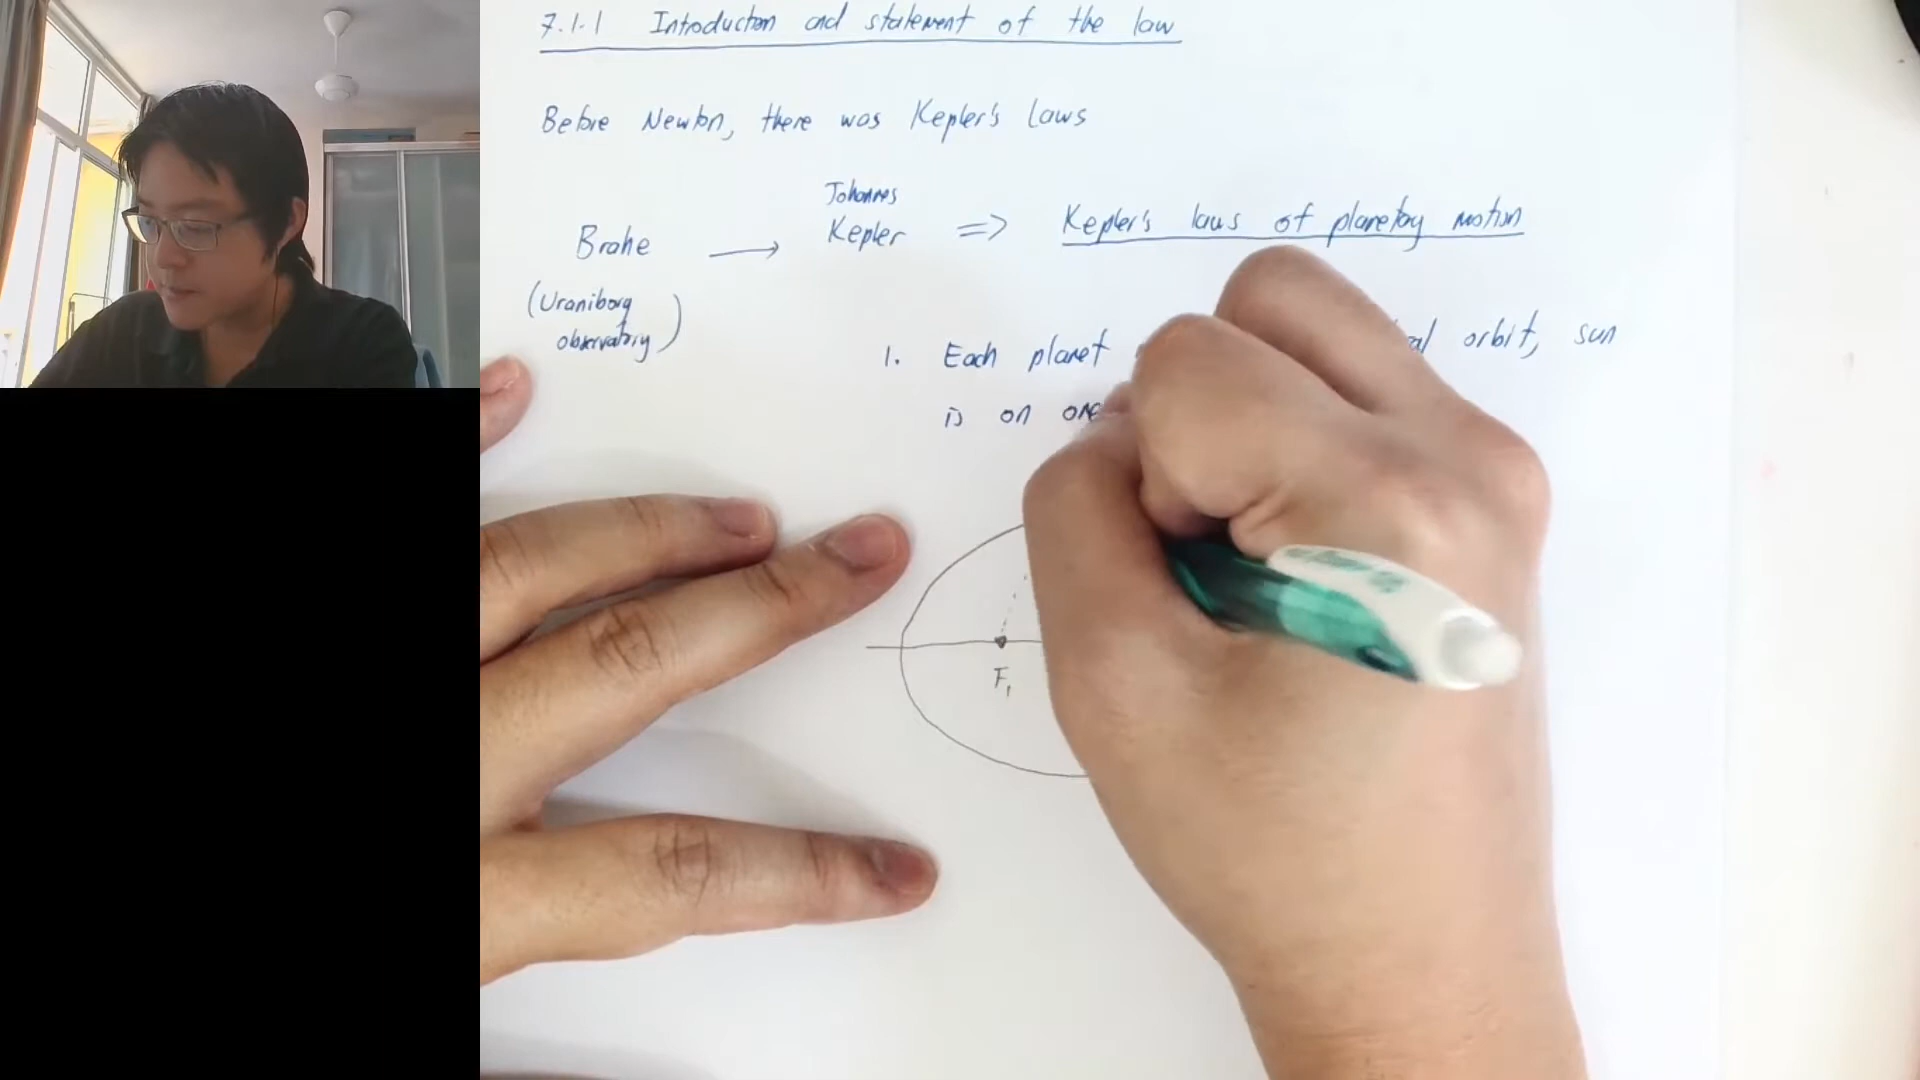 7.1.1 Introduction and statement of the law
Before Newton, there was Kepler's Laws
Johannes
Brahe → Kepler => Kepler's laws of planetary motion
(Uraniborg
observatory)
1. Each planet orbit, sun
is on one
F₁